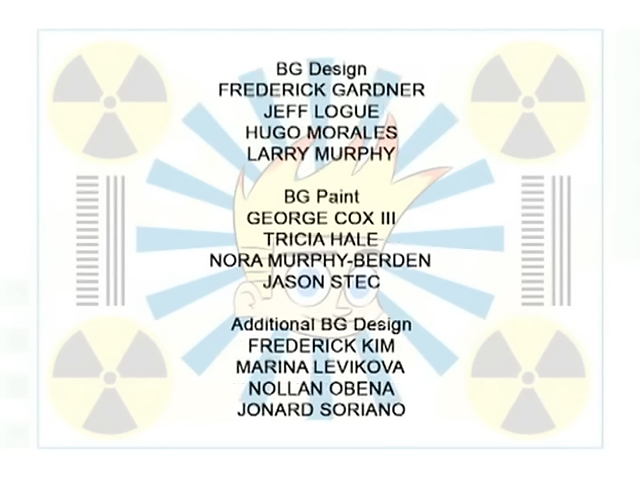 BG Design
FREDERICK GARDNER
JEFF LOGUE
HUGO MORALES
LARRY MURPHY
BG Paint
GEORGE COX III
TRICIA HALE
NORA MURPHY-BERDEN
JASON STEC
Additional BG Design
FREDERICK KIM
MARINA LEVIKOVA
NOLLAN OBENA
JONARD SORIANO